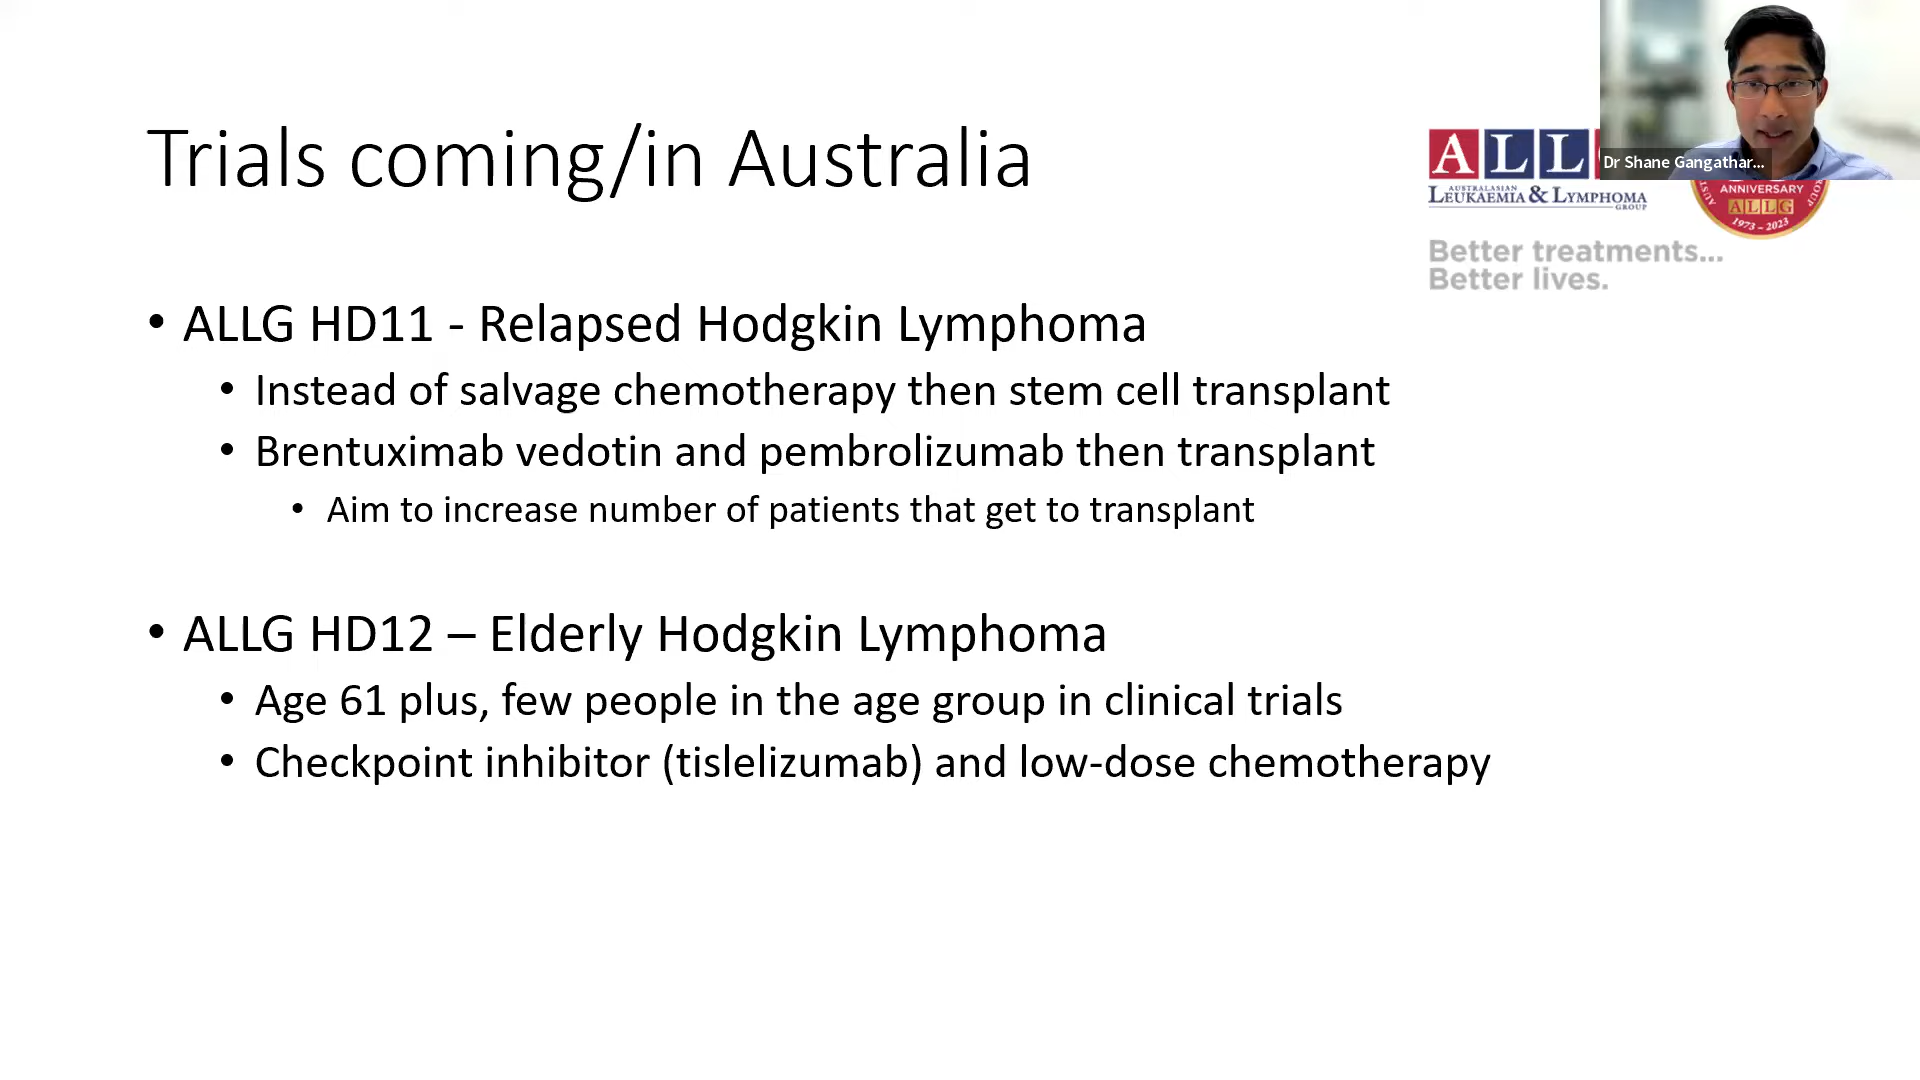 Trials coming/in Australia
ALL
AUSTRALASIAN
LEUKAEMIA & LYMPHOMA
GROUP
Dr Shane Gangathar...
ANNIVERSARY
ALLG
1973 – 2023
Better treatments...
Better lives.
• ALLG HD11 - Relapsed Hodgkin Lymphoma
• Instead of salvage chemotherapy then stem cell transplant
• Brentuximab vedotin and pembrolizumab then transplant
• Aim to increase number of patients that get to transplant
• ALLG HD12 – Elderly Hodgkin Lymphoma
• Age 61 plus, few people in the age group in clinical trials
• Checkpoint inhibitor (tislelizumab) and low-dose chemotherapy